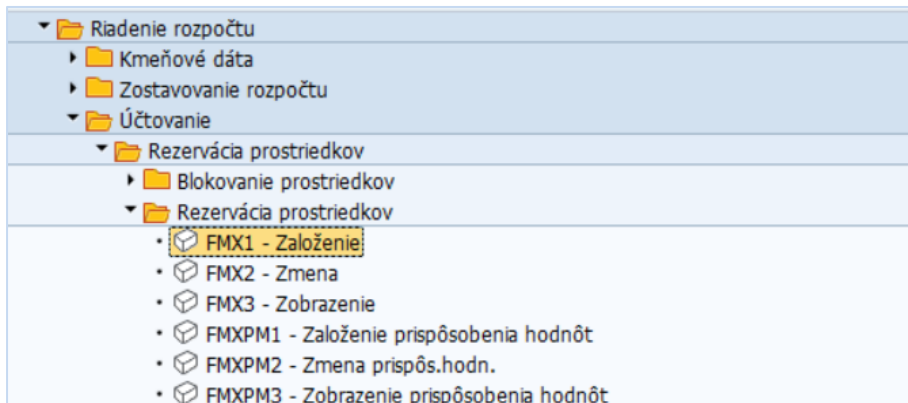 Riadenie rozpočtu
Kmeňové dáta
Zostavovanie rozpočtu
Účtovanie
Rezervácia prostriedkov
Blokovanie prostriedkov
Rezervácia prostriedkov
FMX1 - Založenie
FMX2 - Zmena
FMX3 - Zobrazenie
FMXPM1 - Založenie prispôsobenia hodnôt
FMXPM2 - Zmena prispôs.hodn.
FMXPM3 - Zobrazenie prispôsobenia hodnôt